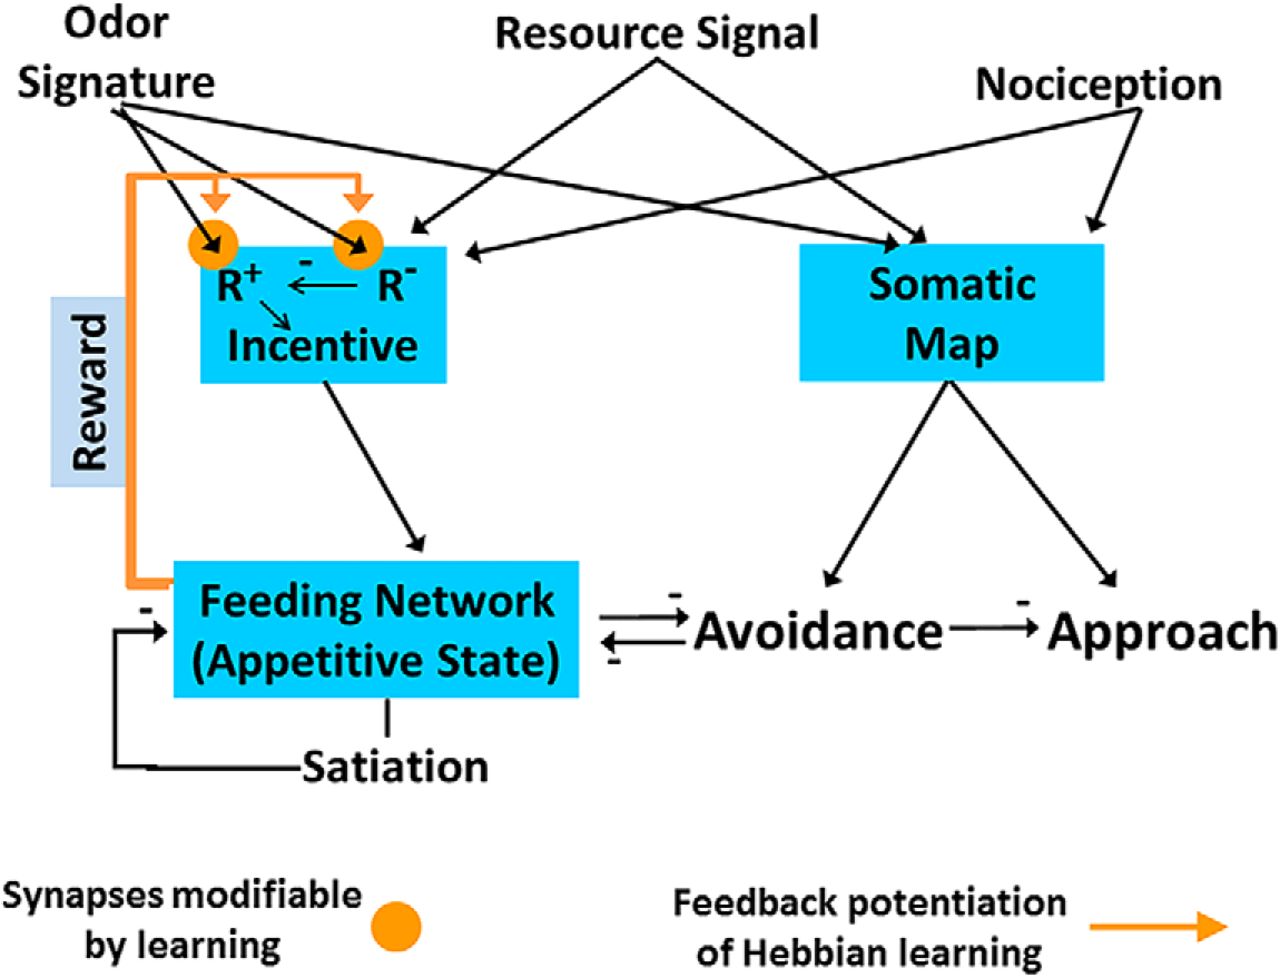 Odor
Signature
Resource Signal
Nociception
R+ - R-
Incentive
Somatic
Map
Reward
Feeding Network
(Appetitive State)
-
-
-
Avoidance
-
Approach
Satiation
Synapses modifiable
by learning
Feedback potentiation
of Hebbian learning